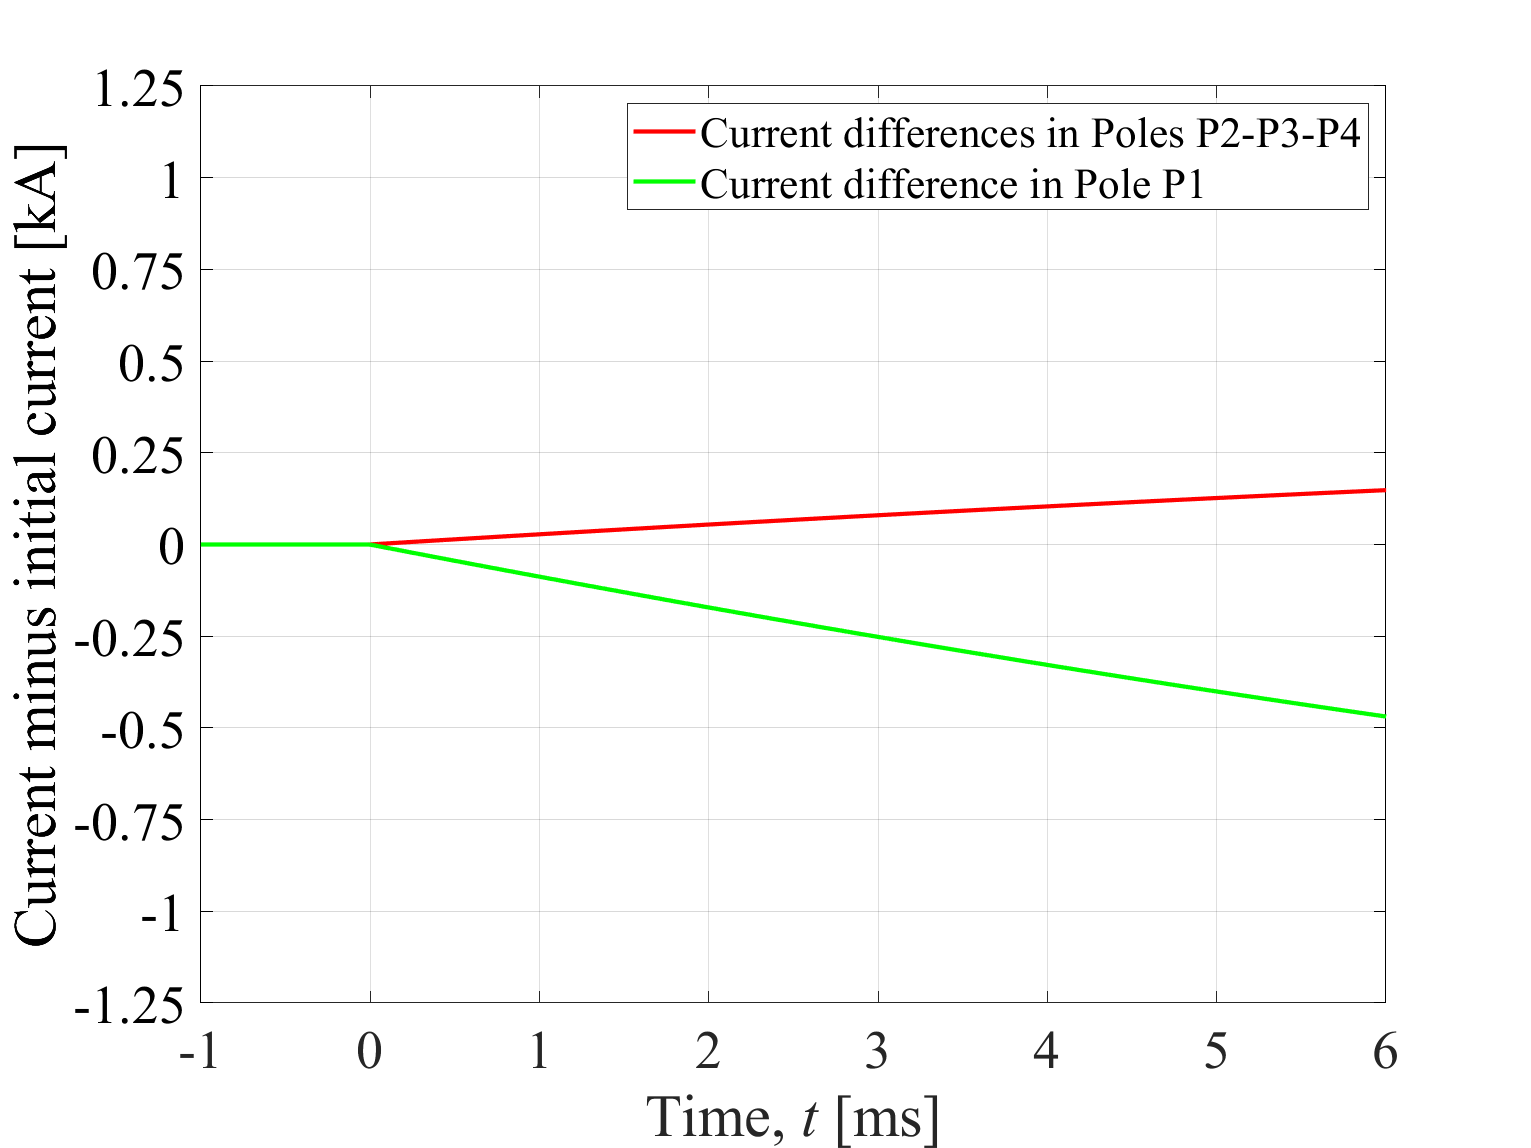 Current minus initial current [kA]
1.25
1
0.75
0.5
0.25
0
-0.25
-0.5
-0.75
-1
-1.25
Current differences in Poles P2-P3-P4
Current difference in Pole P1
-1 0 1 2 3 4 5 6
Time, t [ms]